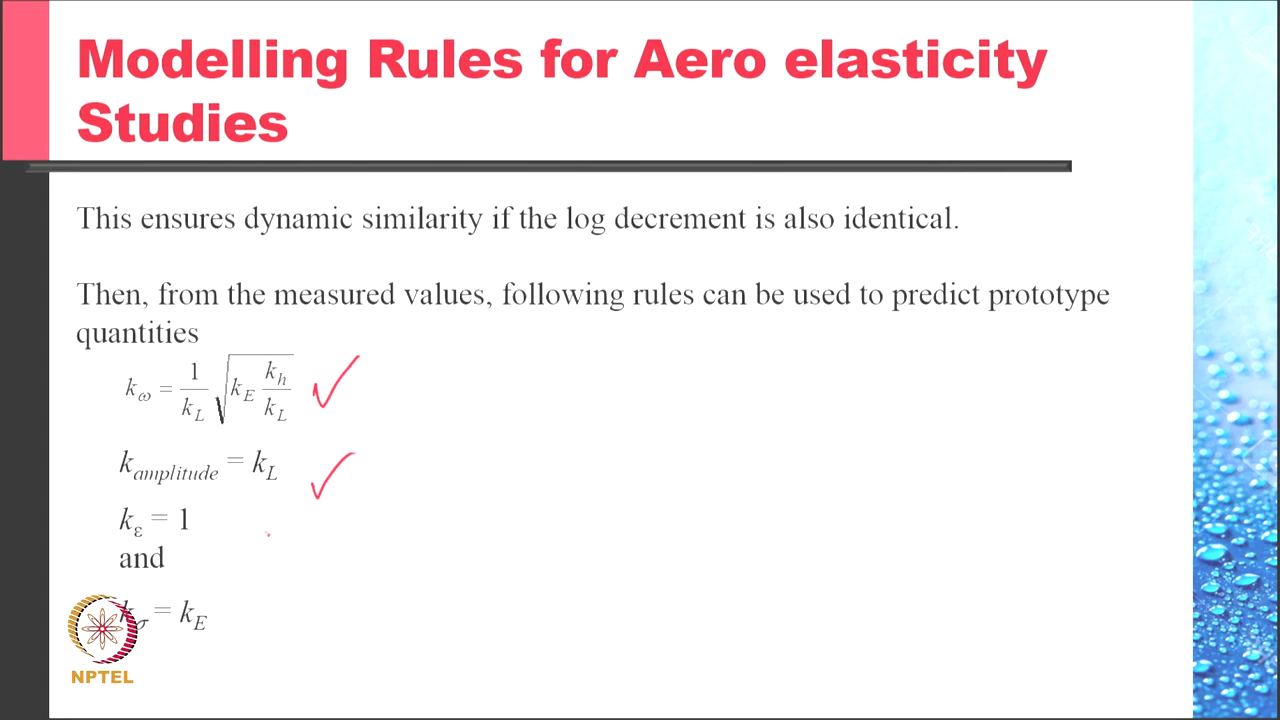 Modelling Rules for Aero elasticity
Studies
This ensures dynamic similarity if the log decrement is also identical.
Then, from the measured values, following rules can be used to predict prototype
quantities
k_ω = 1/k_L √(k_E k_h/k_L)
k_amplitude = k_L
k_ε = 1
and
k_σ = k_E
NPTEL